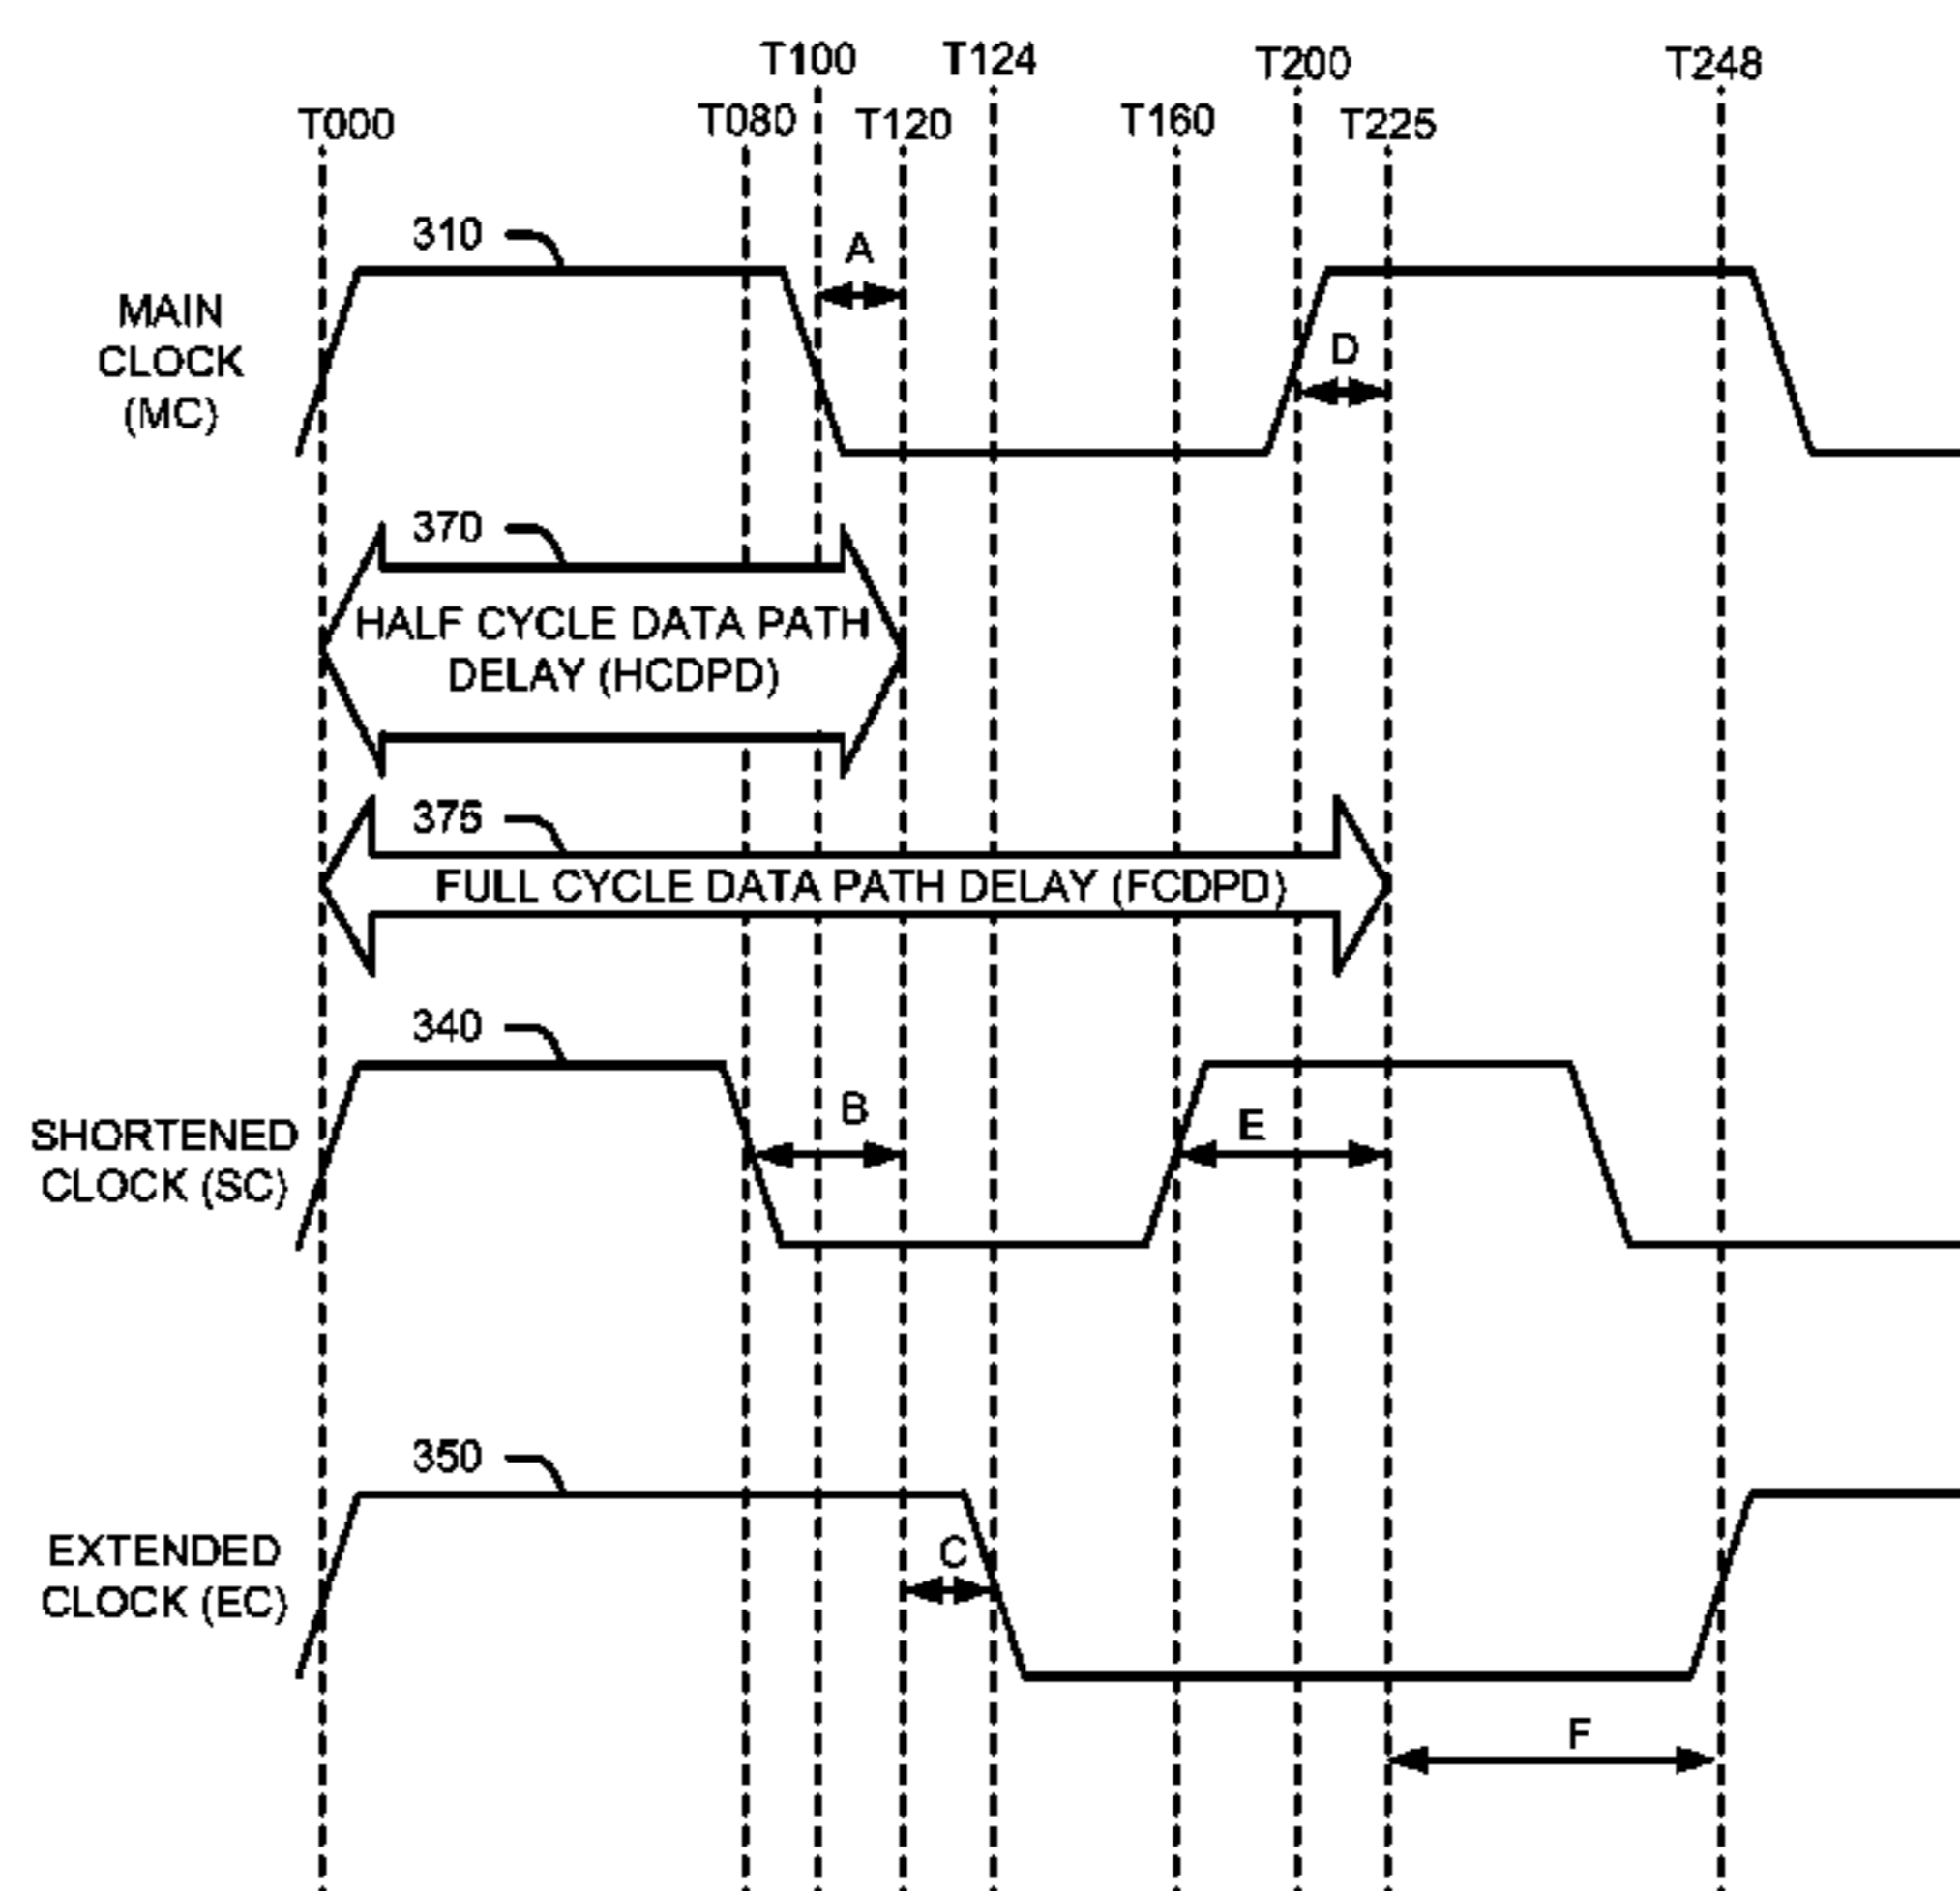 T100
T124
T200
T248
T000
T080
T120
T160
T225
310
A
MAIN
CLOCK
(MC)
D
370
HALF CYCLE DATA PATH
DELAY (HCDPD)
375
FULL CYCLE DATA PATH DELAY (FCDPD)
340
SHORTENED
CLOCK (SC)
B
E
350
EXTENDED
CLOCK (EC)
C
F